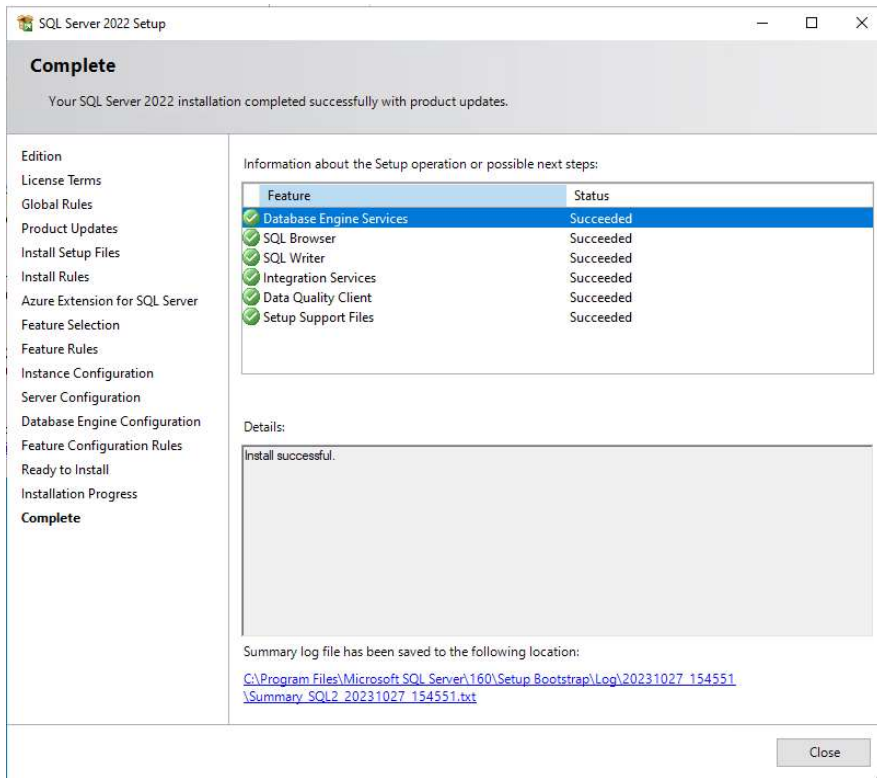 SQL Server 2022 Setup
Complete
Your SQL Server 2022 installation completed successfully with product updates.
Edition
License Terms
Global Rules
Product Updates
Install Setup Files
Install Rules
Azure Extension for SQL Server
Feature Selection
Feature Rules
Instance Configuration
Server Configuration
Database Engine Configuration
Feature Configuration Rules
Ready to Install
Installation Progress
Complete
Information about the Setup operation or possible next steps:
Feature Status
Database Engine Services Succeeded
SQL Browser Succeeded
SQL Writer Succeeded
Integration Services Succeeded
Data Quality Client Succeeded
Setup Support Files Succeeded
Details:
Install successful.
Summary log file has been saved to the following location:
C:\Program Files\Microsoft SQL Server\160\Setup Bootstrap\Log\20231027_154551
\Summary_SQL2_20231027_154551.txt
Close